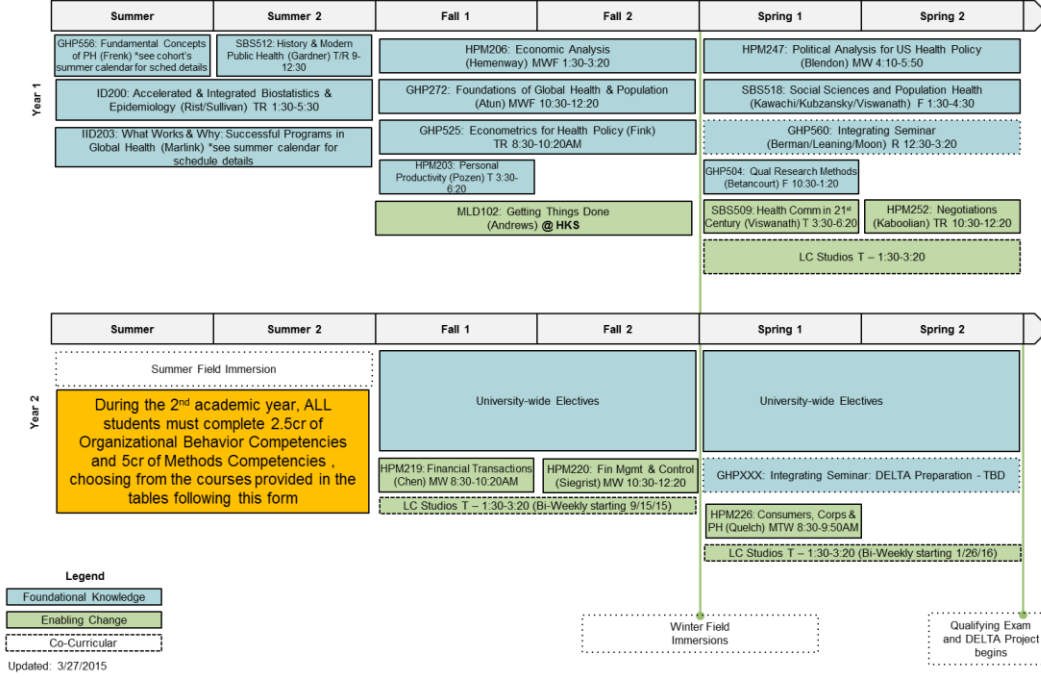 Summer
Summer 2
Fall 1
Fall 2
Spring 1
Spring 2
Year 1
GHP556: Fundamental Concepts
of PH (Frenk) *see cohort's
summer calendar for sched.details
SBS512: History & Modern
Public Health (Gardner) T/R 9-
12:30
ID200: Accelerated & Integrated Biostatistics &
Epidemiology (Rist/Sullivan) TR 1:30-5:30
IID203: What Works & Why: Successful Programs in
Global Health (Marlink) *see summer calendar for
schedule details
HPM206: Economic Analysis
(Hemenway) MWF 1:30-3:20
GHP272: Foundations of Global Health & Population
(Atun) MWF 10:30-12:20
GHP525: Econometrics for Health Policy (Fink)
TR 8:30-10:20AM
HPM203: Personal
Productivity (Pozen) T 3:30-
6:20
MLD102: Getting Things Done
(Andrews) @ HKS
HPM247: Political Analysis for US Health Policy
(Blendon) MW 4:10-5:50
SBS518: Social Sciences and Population Health
(Kawachi/Kubzansky/Viswanath) F 1:30-4:30
GHP560: Integrating Seminar
(Berman/Leaning/Moon) R 12:30-3:20
GHP504: Qual Research Methods
(Betancourt) F 10:30-1:20
SBS509: Health Comm in 21st
Century (Viswanath) T 3:30-6:20
HPM252: Negotiations
(Kaboolian) TR 10:30-12:20
LC Studios T – 1:30-3:20
Summer
Summer 2
Fall 1
Fall 2
Spring 1
Spring 2
Year 2
Summer Field Immersion
During the 2nd academic year, ALL
students must complete 2.5cr of
Organizational Behavior Competencies
and 5cr of Methods Competencies ,
choosing from the courses provided in the
tables following this form
University-wide Electives
HPM219: Financial Transactions
(Chen) MW 8:30-10:20AM
HPM220: Fin Mgmt & Control
(Siegrist) MW 10:30-12:20
LC Studios T – 1:30-3:20 (Bi-Weekly starting 9/15/15)
University-wide Electives
GHPXXX: Integrating Seminar: DELTA Preparation - TBD
HPM226: Consumers, Corps &
PH (Quelch) MTW 8:30-9:50AM
LC Studios T – 1:30-3:20 (Bi-Weekly starting 1/26/16)
Legend
Foundational Knowledge
Enabling Change
Co-Curricular
Winter Field
Immersions
Qualifying Exam
and DELTA Project
begins
Updated: 3/27/2015